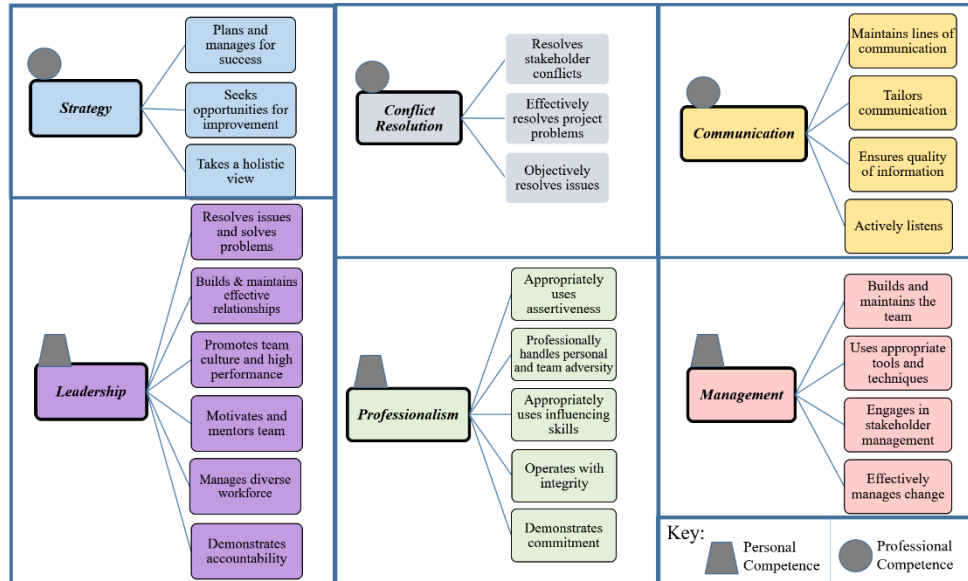 Strategy
Plans and
manages for
success
Seeks
opportunities for
improvement
Takes a holistic
view
Conflict
Resolution
Resolves
stakeholder
conflicts
Effectively
resolves project
problems
Objectively
resolves issues
Communication
Maintains lines of
communication
Tailors
communication
Ensures quality
of information
Actively listens
Leadership
Resolves issues
and solves
problems
Builds & maintains
effective
relationships
Promotes team
culture and high
performance
Motivates and
mentors team
Manages diverse
workforce
Demonstrates
accountability
Professionalism
Appropriately
uses
assertiveness
Professionally
handles personal
and team adversity
Appropriately
uses influencing
skills
Operates with
integrity
Demonstrates
commitment
Management
Builds and
maintains the
team
Uses appropriate
tools and
techniques
Engages in
stakeholder
management
Effectively
manages change
Key:
Personal
Competence
Professional
Competence